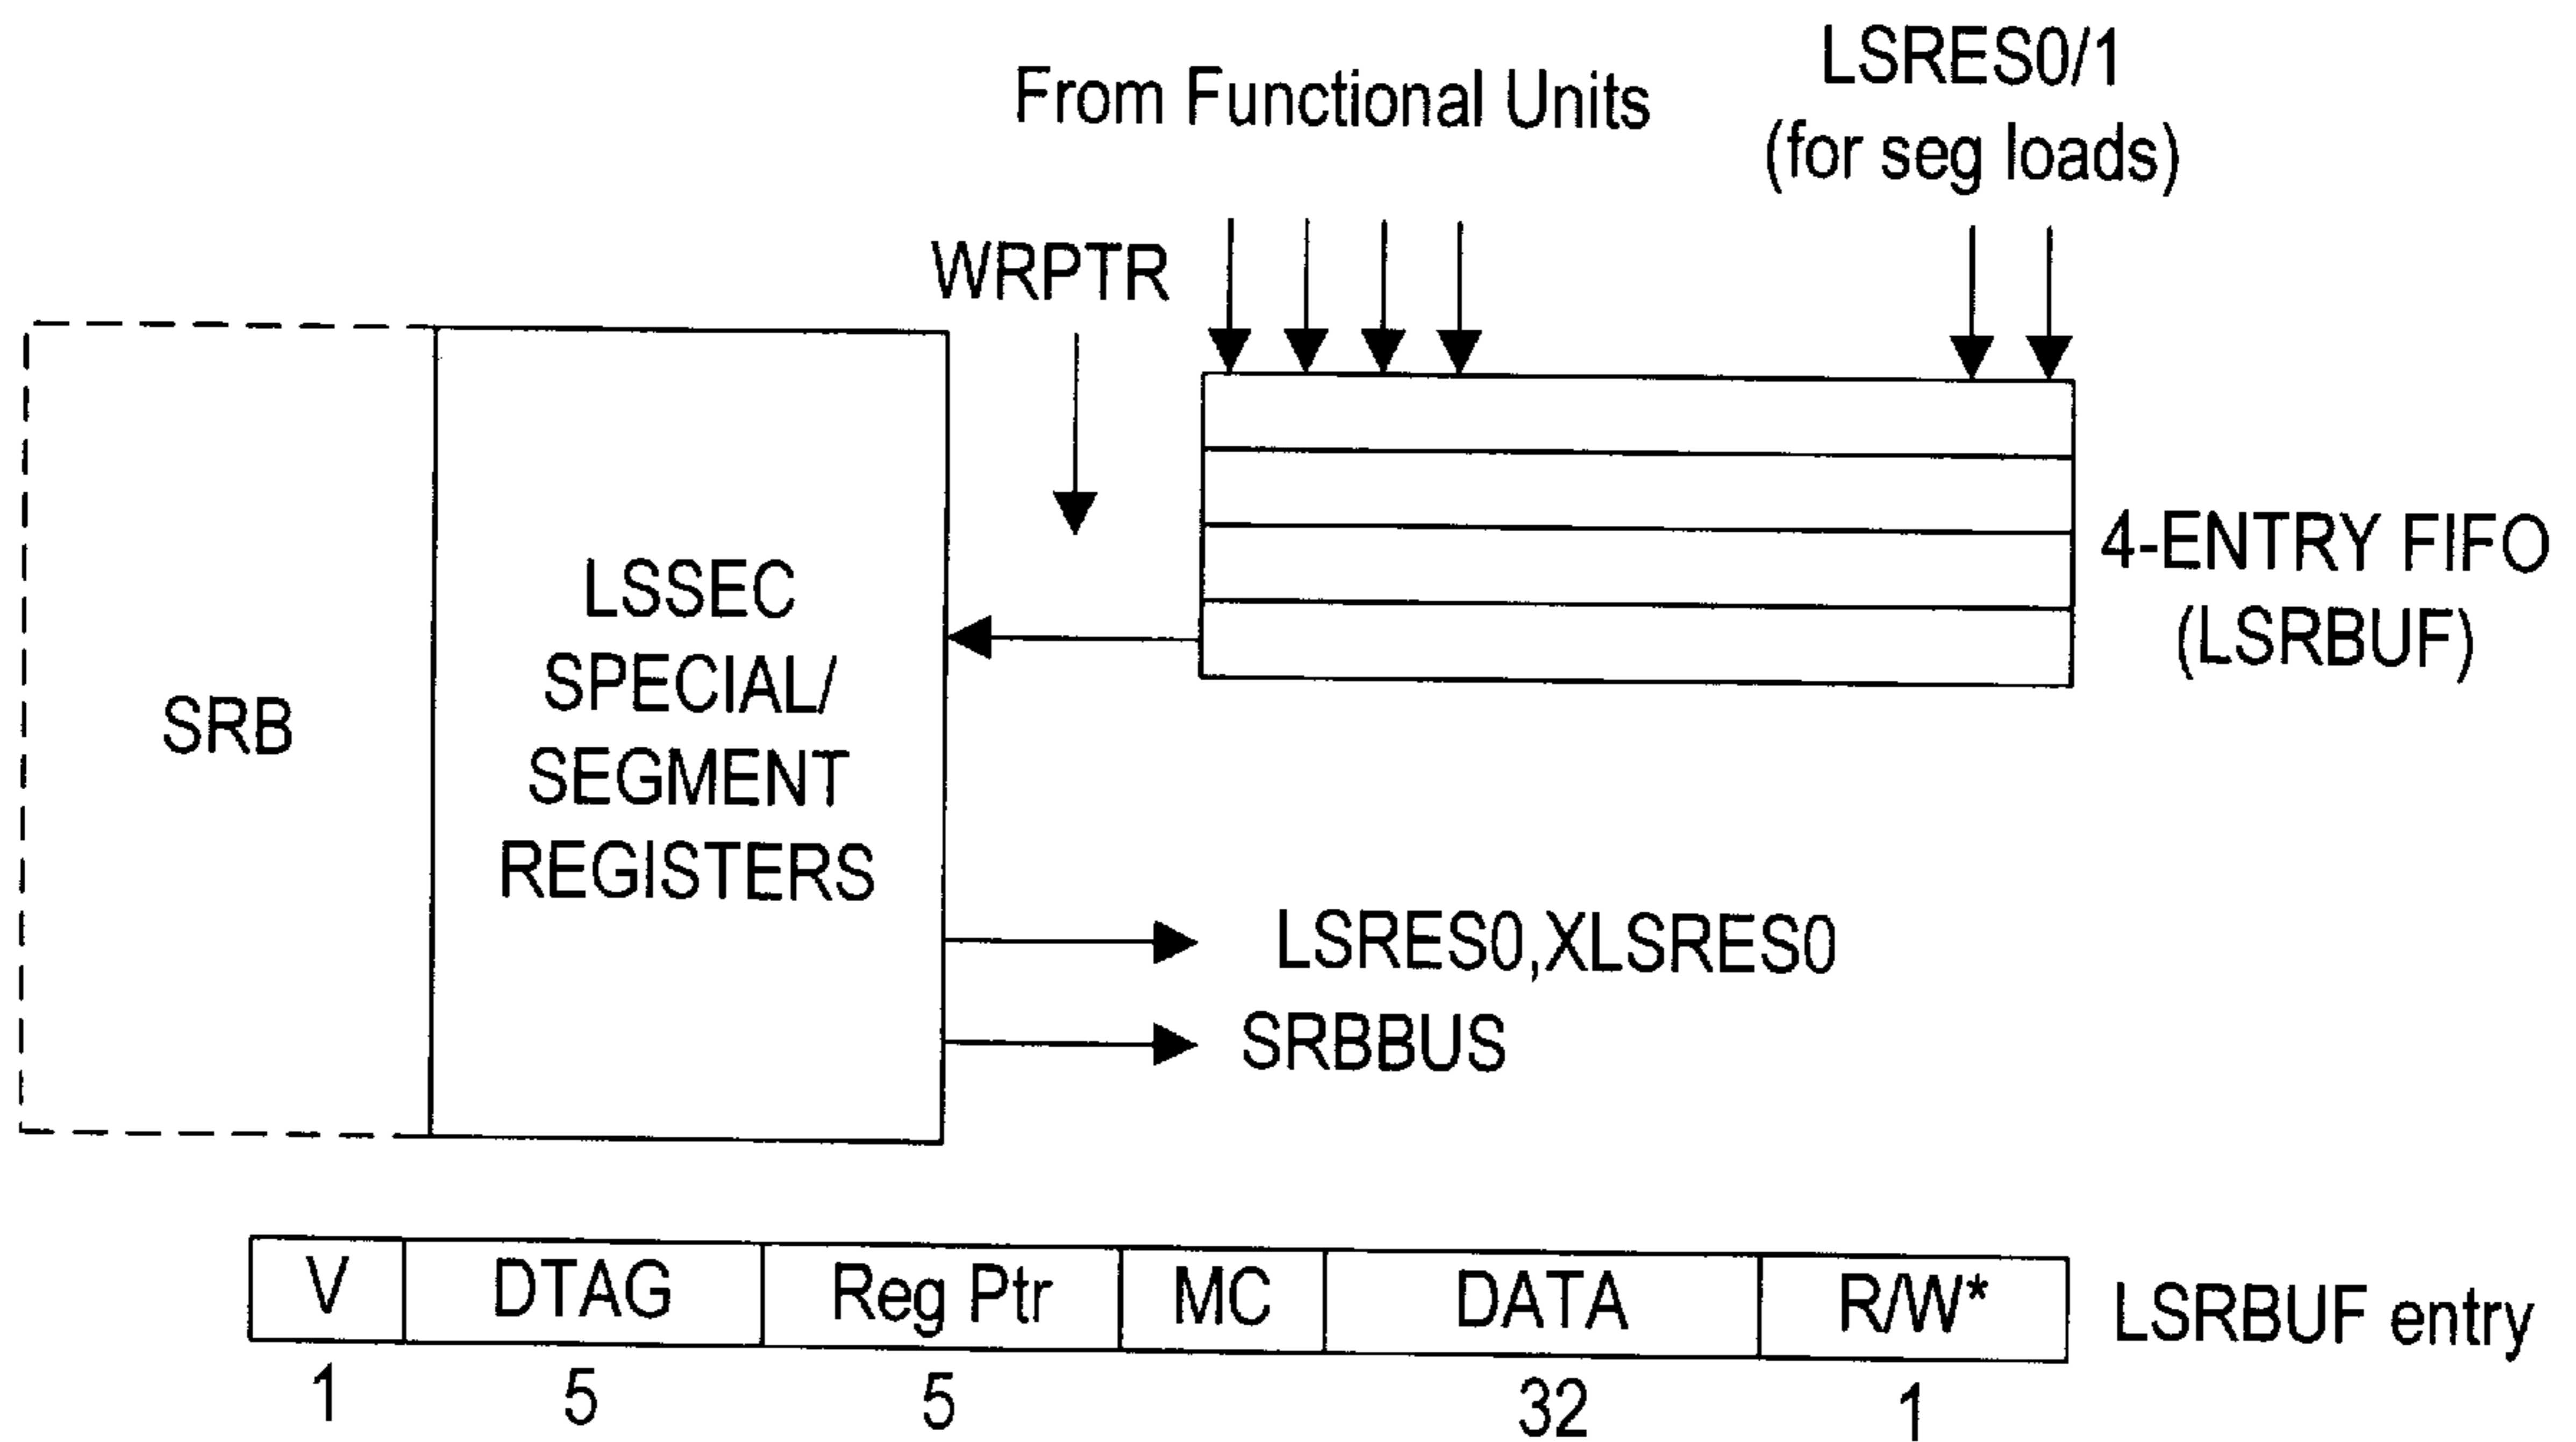 From Functional Units
LSRES0/1
(for seg loads)
WRPTR
SRB
LSSEC
SPECIAL/
SEGMENT
REGISTERS
4-ENTRY FIFO
(LSRBUF)
LSRES0,XLSRES0
SRBBUS
V DTAG Reg Ptr MC DATA R/W* LSRBUF entry
1 5 5 32 1